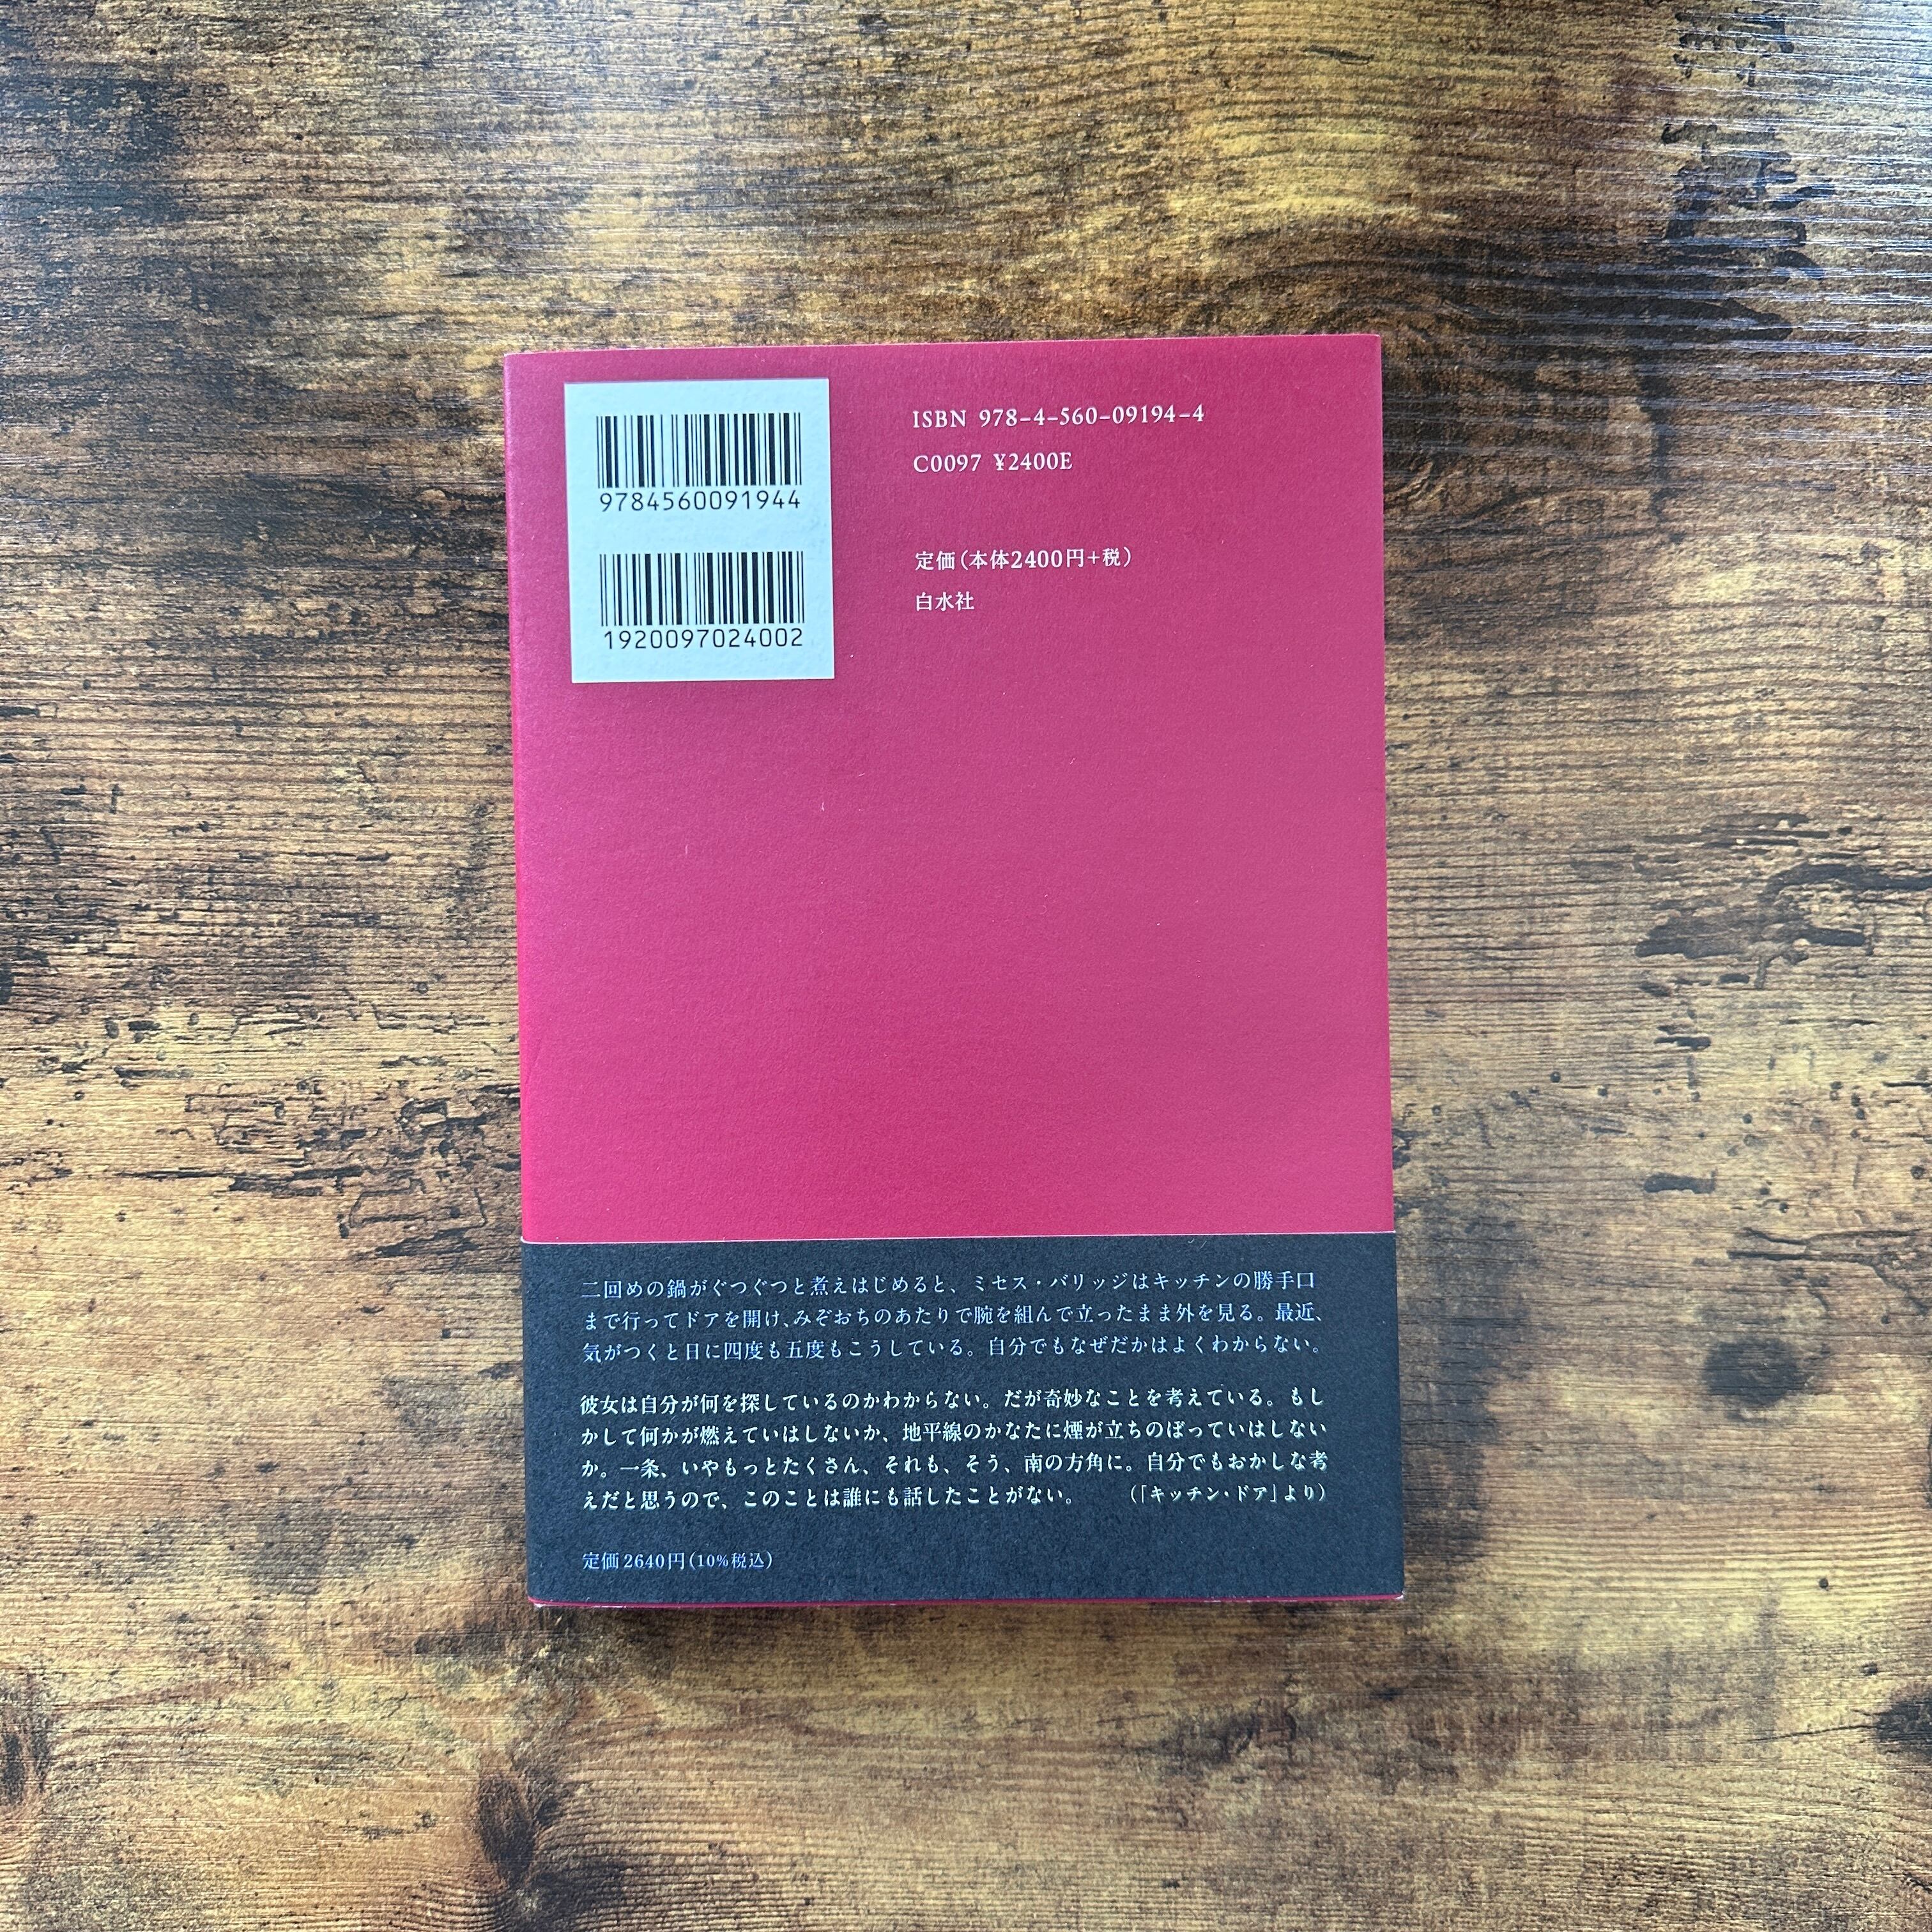 9784560091944
1920097024002
ISBN 978-4-560-09194-4
C0097 ¥2400E
定価（本体2400円+税）
白水社
二回めの鍋がぐつぐつと煮えはじめると、ミセス・バリッジはキッチンの勝手口
まで行ってドアを開け、みぞおちのあたりで腕を組んで立ったまま外を見る。最近、
気がつくと日に四度も五度もこうしている。自分でもなぜだかはよくわからない。
彼女は自分が何を探しているのかわからない。だが奇妙なことを考えている。もし
かして何かが燃えていはしないか、地平線のかなたに煙が立ちのぼっていはしない
か。一条、いやもっとたくさん、それも、そう、南の方角に。自分でもおかしな考
えだと思うので、このことは誰にも話したことがない。（「キッチン・ドア」より）
定価2640円（10%税込）